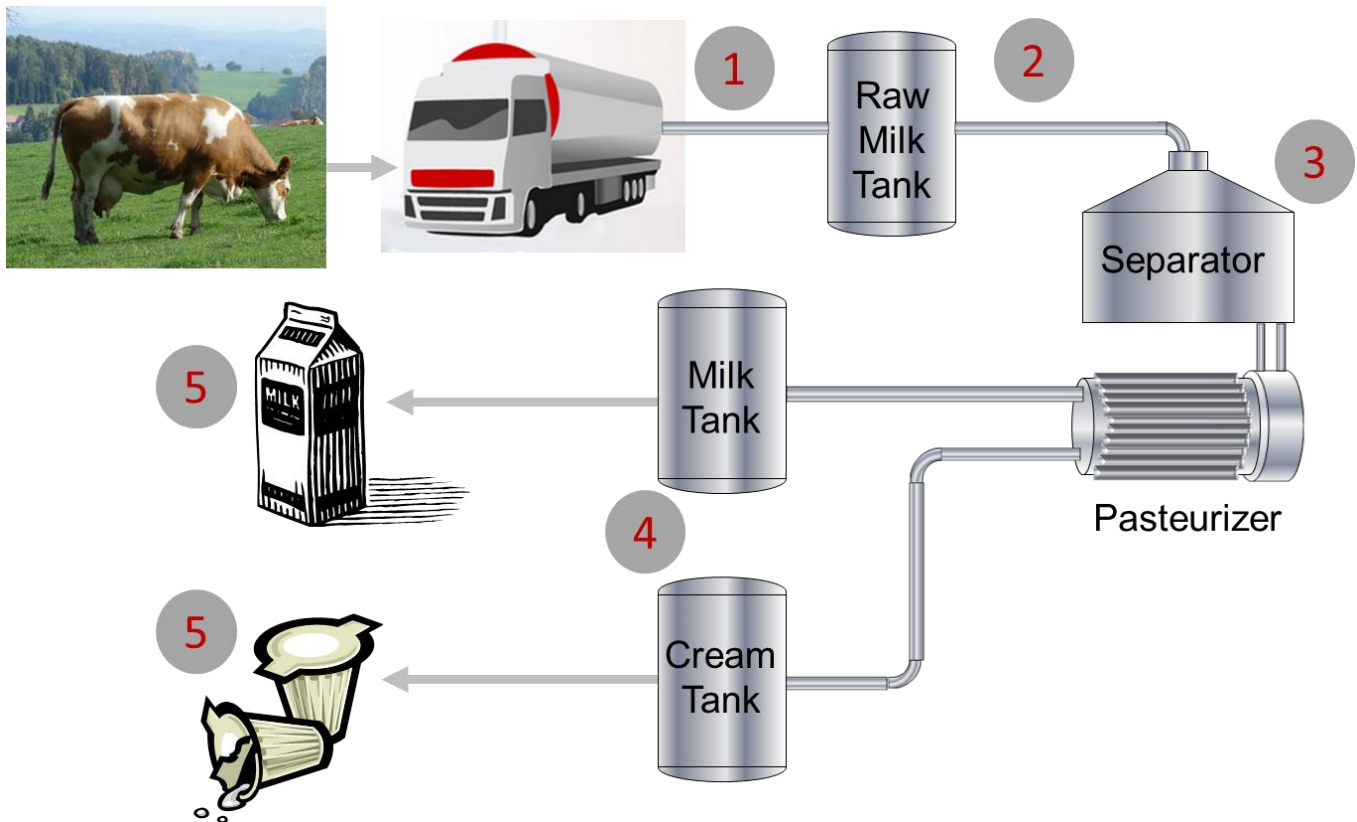 1
2
3
Raw
Milk
Tank
Separator
5
MILK
Milk
Tank
Pasteurizer
4
5
Cream
Tank